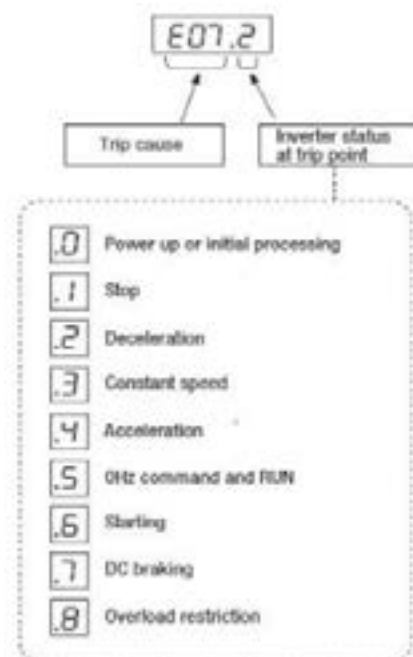 E07.2
Trip cause
Inverter status
at trip point
.0 Power up or initial processing
.1 Stop
.2 Deceleration
.3 Constant speed
.4 Acceleration
.5 0Hz command and RUN
.6 Starting
.7 DC braking
.8 Overload restriction